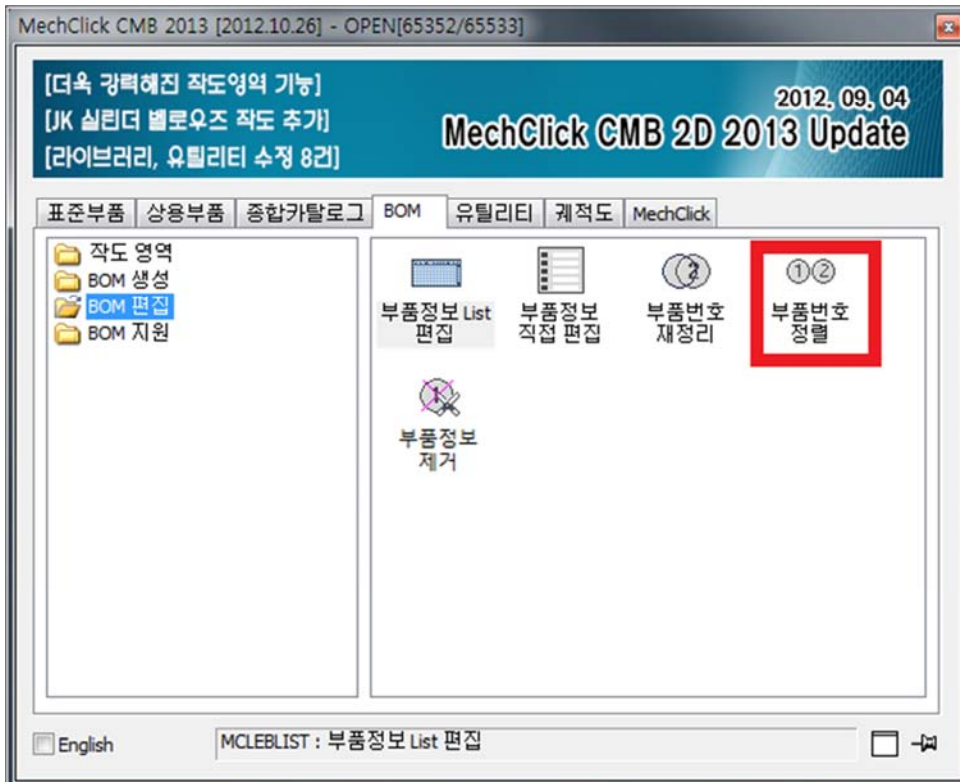 MechClick CMB 2013 [2012.10.26] - OPEN[65352/65533]
[더욱 강력해진 작도영역 기능]
[JK 실린더 벨로우즈 작도 추가]
[라이브러리, 유틸리티 수정 8건]
2012. 09. 04
MechClick CMB 2D 2013 Update
표준부품 상용부품 종합카탈로그 BOM 유틸리티 궤적도 MechClick
작도 영역
BOM 생성
BOM 편집
BOM 지원
부품정보 List
편집
부품정보
직접 편집
부품번호
재정리
부품번호
정렬
부품정보
제거
English
MCLEBLIST : 부품정보 List 편집